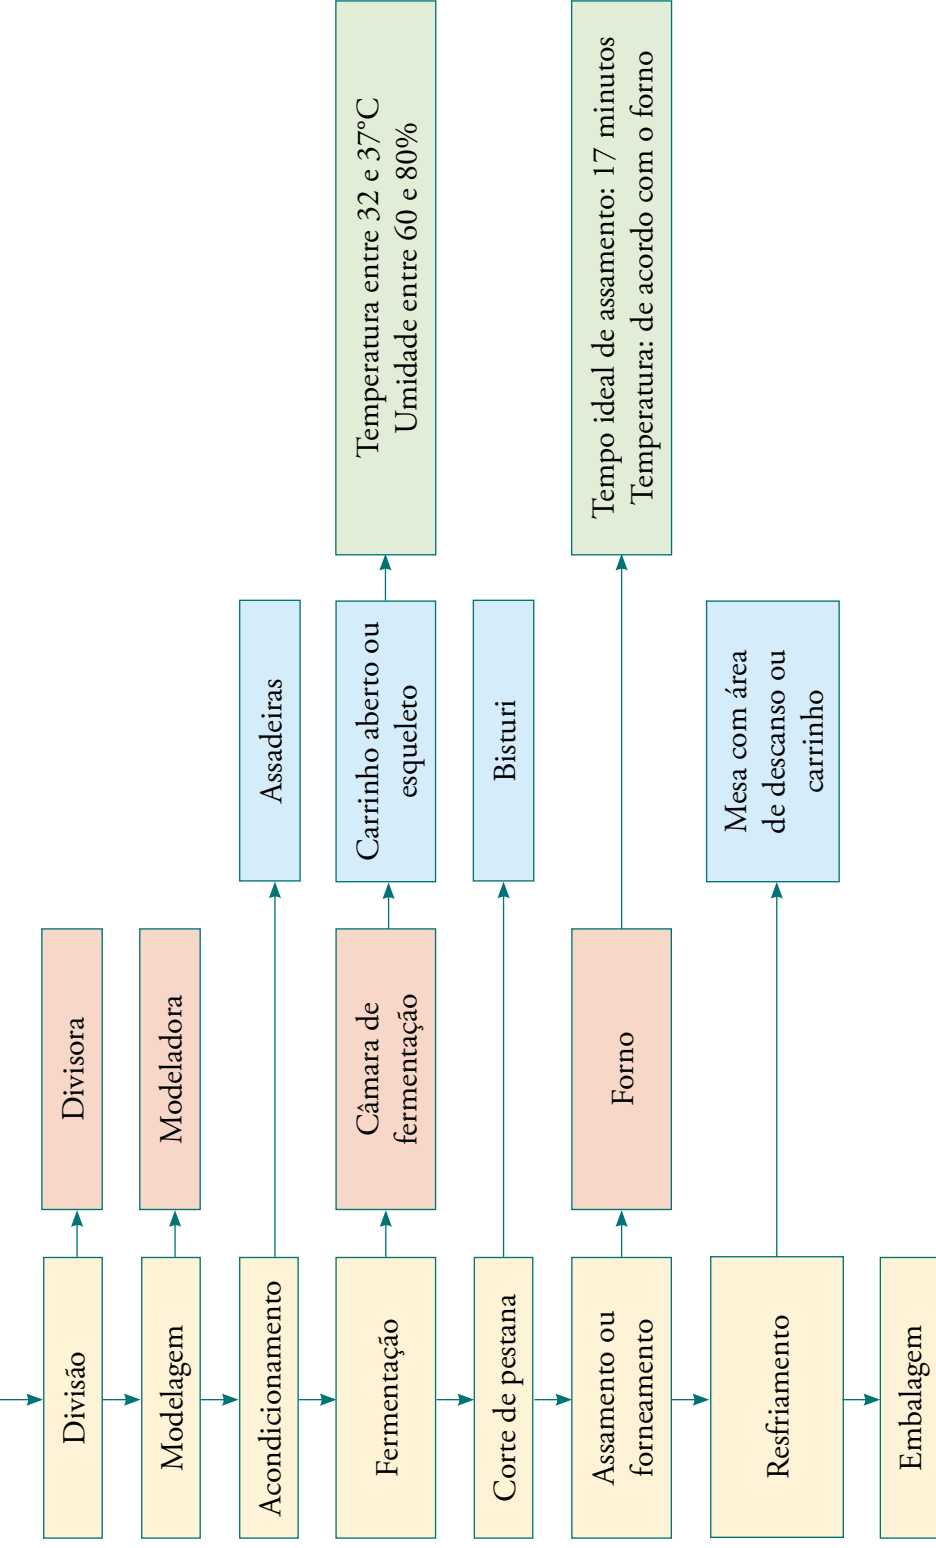 Divisão
Divisora
Modelagem
Modeladora
Acondicionamento
Assadeiras
Fermentação
Câmara de
fermentação
Carrinho aberto ou
esqueleto
Temperatura entre 32 e 37°C
Umidade entre 60 e 80%
Corte de pestana
Bisturi
Assamento ou
forneamento
Forno
Tempo ideal de assamento: 17 minutos
Temperatura: de acordo com o forno
Resfriamento
Mesa com área
de descanso ou
carrinho
Embalagem